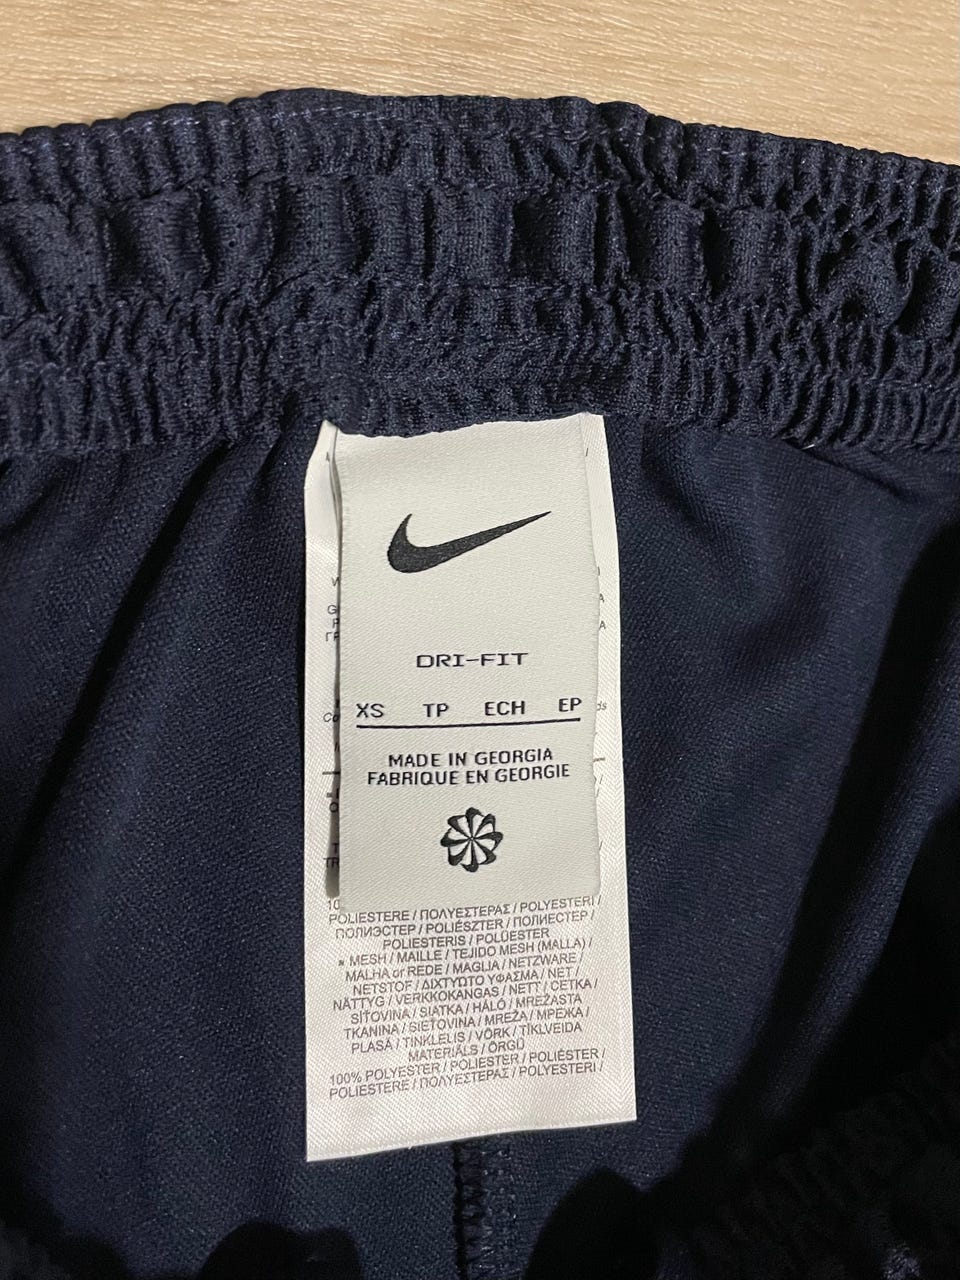 DRI-FIT
XS TP ECH EP
MADE IN GEORGIA
FABRIQUE EN GEORGIE
10
POLIESTERE / ΠΟΛΥΕΣΤΕΡΑΣ / POLYESTERI /
ПОЛИЭСТЕР / POLIÉSZTER / ПОЛИЕСТЕР /
POLIESTERIS / POLÜESTER
* MESH / MAILLE / TEJIDO MESH (MALLA) /
MALHA or REDE / MAGLIA / NETZWARE /
NETSTOF / ΔΙΧΤΥΩΤΟ ΥΦΑΣΜΑ / NET /
NÄTTYG / VERKKOKANGAS / NETT / СЕТКА /
SÍŤOVINA / SIATKA / HÁLÓ / MREŽASTA
TKANINA / SIEŤOVINA / MREŽA / МРЕЖА /
PLASĂ / TINKLELIS / VÕRK / TĪKLVEIDA
MATERIĀLS / ÖRGÜ
100% POLYESTER / POLIESTER / POLIÉSTER /
POLIESTERE / ΠΟΛΥΕΣΤΕΡΑΣ / POLYESTERI /